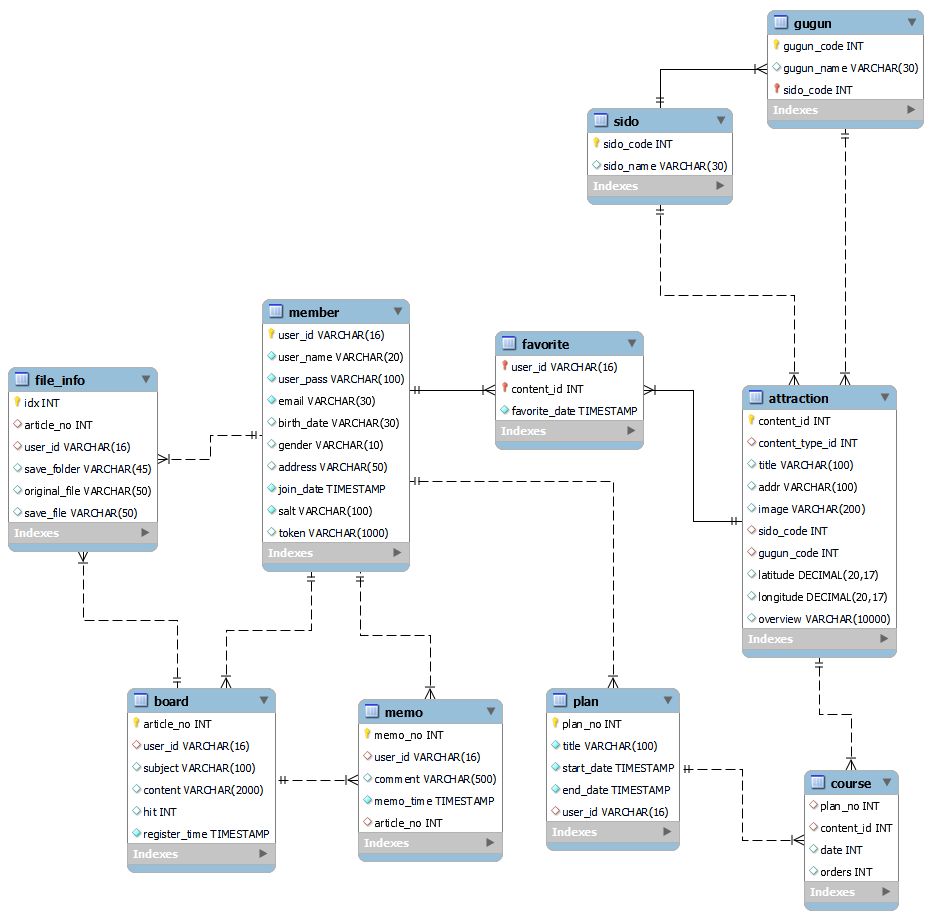 gugun
gugun_code INT
gugun_name VARCHAR(30)
sido_code INT
Indexes
sido
sido_code INT
sido_name VARCHAR(30)
Indexes
member
user_id VARCHAR(16)
user_name VARCHAR(20)
user_pass VARCHAR(100)
email VARCHAR(30)
birth_date VARCHAR(30)
gender VARCHAR(10)
address VARCHAR(50)
join_date TIMESTAMP
salt VARCHAR(100)
token VARCHAR(1000)
Indexes
favorite
user_id VARCHAR(16)
content_id INT
favorite_date TIMESTAMP
Indexes
file_info
idx INT
article_no INT
user_id VARCHAR(16)
save_folder VARCHAR(45)
original_file VARCHAR(50)
save_file VARCHAR(50)
Indexes
attraction
content_id INT
content_type_id INT
title VARCHAR(100)
addr VARCHAR(100)
image VARCHAR(200)
sido_code INT
gugun_code INT
latitude DECIMAL(20,17)
longitude DECIMAL(20,17)
overview VARCHAR(10000)
Indexes
board
article_no INT
user_id VARCHAR(16)
subject VARCHAR(100)
content VARCHAR(2000)
hit INT
register_time TIMESTAMP
Indexes
memo
memo_no INT
user_id VARCHAR(16)
comment VARCHAR(500)
memo_time TIMESTAMP
article_no INT
Indexes
plan
plan_no INT
title VARCHAR(100)
start_date TIMESTAMP
end_date TIMESTAMP
user_id VARCHAR(16)
Indexes
course
plan_no INT
content_id INT
date INT
orders INT
Indexes